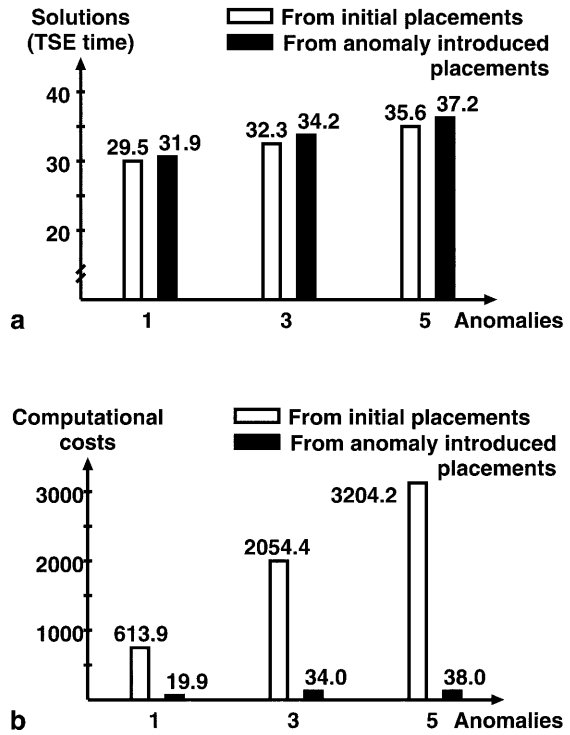 Solutions
(TSE time)
From initial placements
From anomaly introduced
placements
40
30
20
29.5 31.9
32.3 34.2
35.6 37.2
1 3 5 Anomalies
a
Computational
costs
From initial placements
From anomaly introduced
placements
3000
2000
1000
613.9
19.9
2054.4
34.0
3204.2
38.0
1 3 5 Anomalies
b